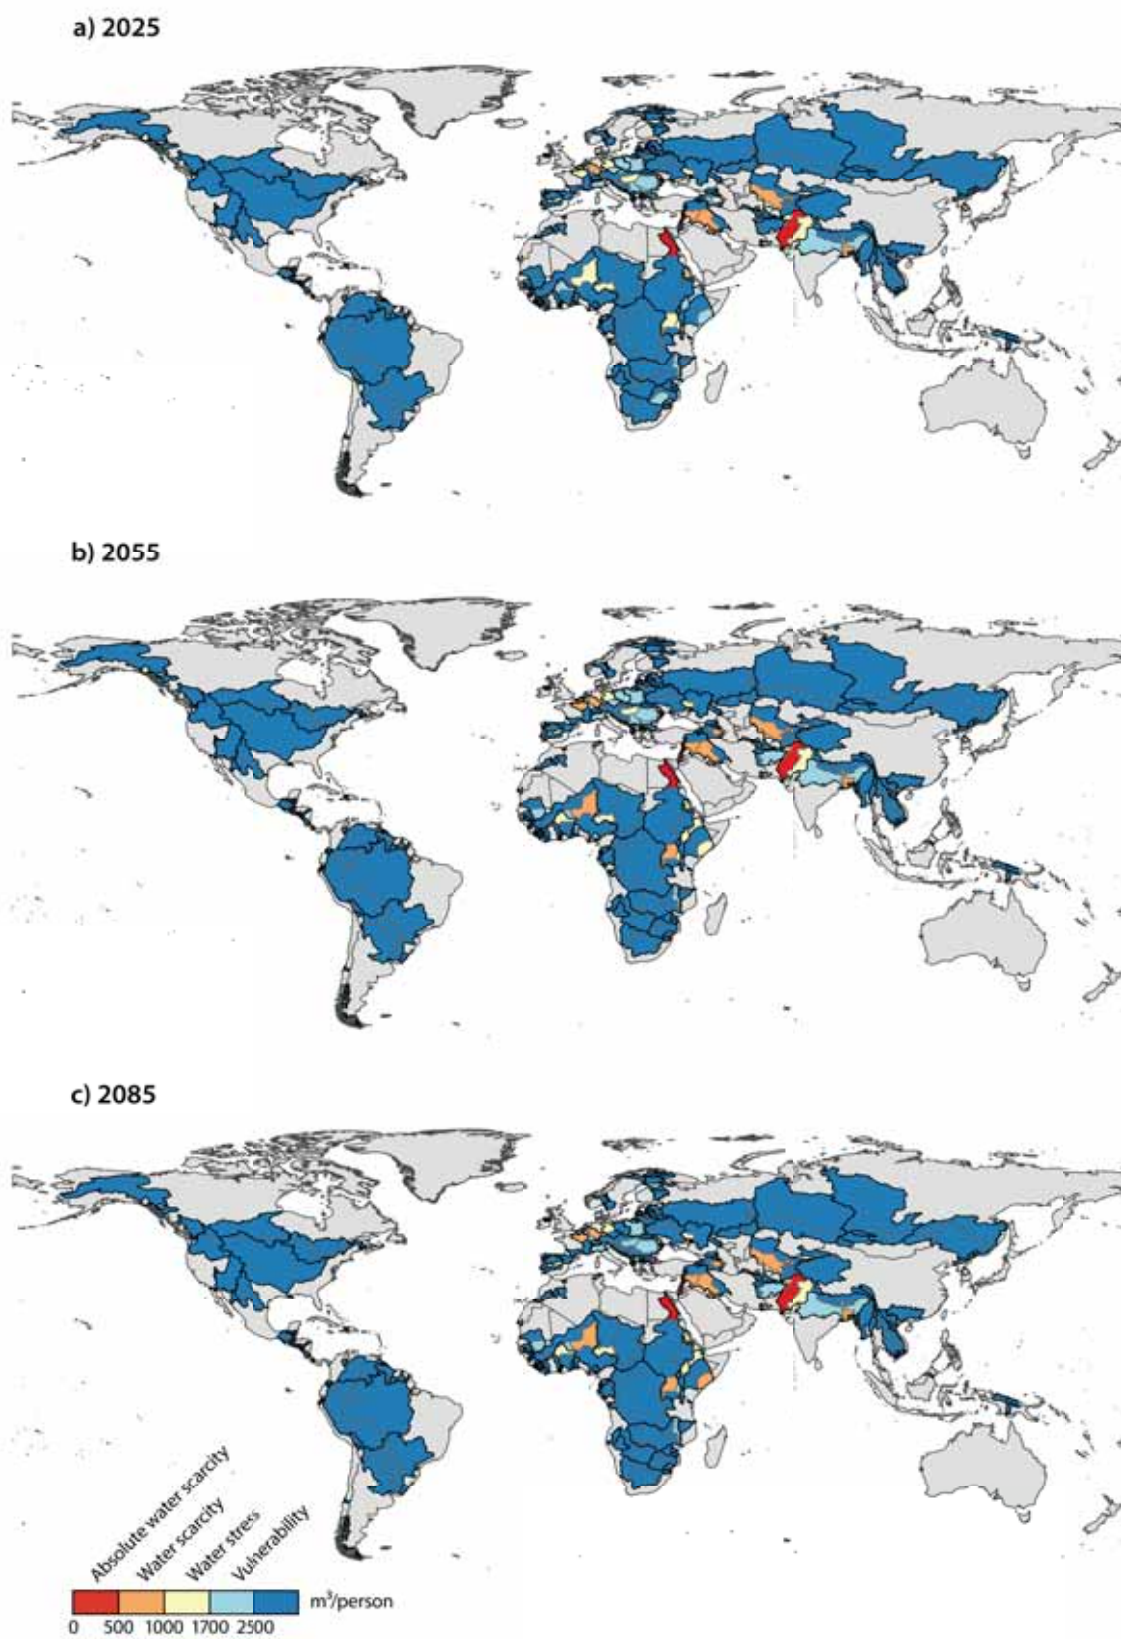 a) 2025
b) 2055
c) 2085
Absolute water scarcity
Water scarcity
Water stress
Vulnerability
m³/person
0 500 1000 1700 2500